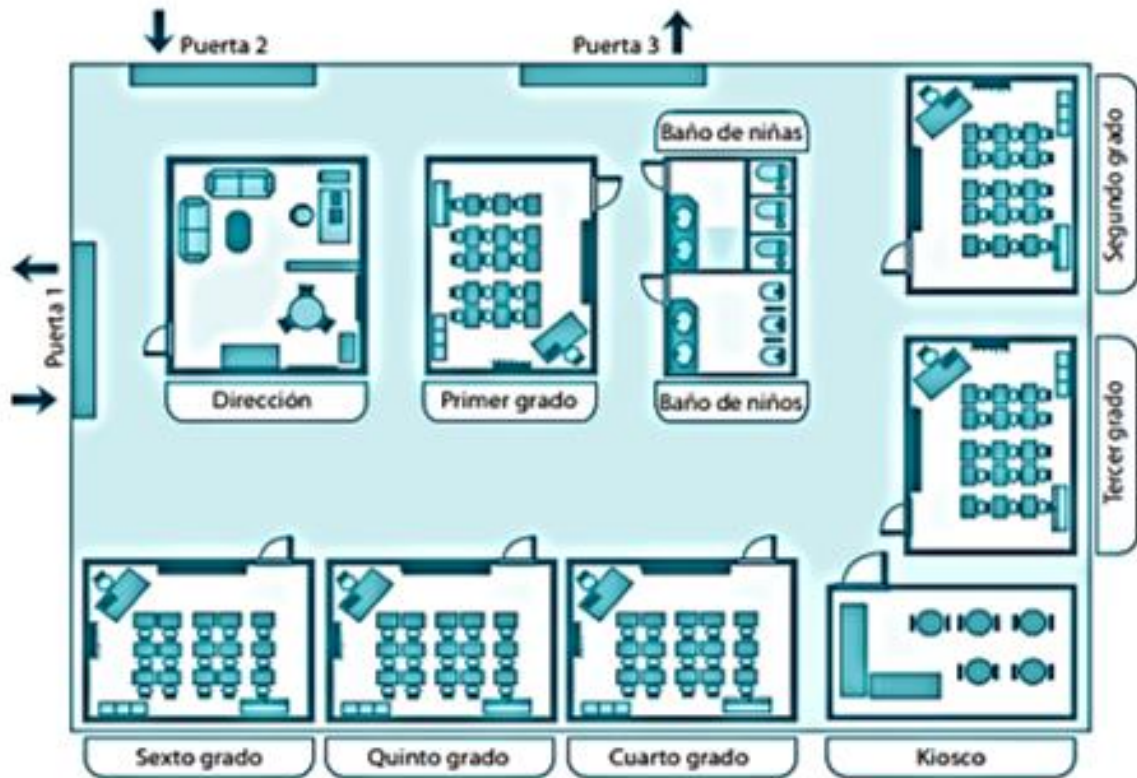 Puerta 2
Puerta 3
Baño de niñas
Segundo grado
Puerta 1
Dirección
Primer grado
Baño de niños
Tercer grado
Sexto grado
Quinto grado
Cuarto grado
Kiosco